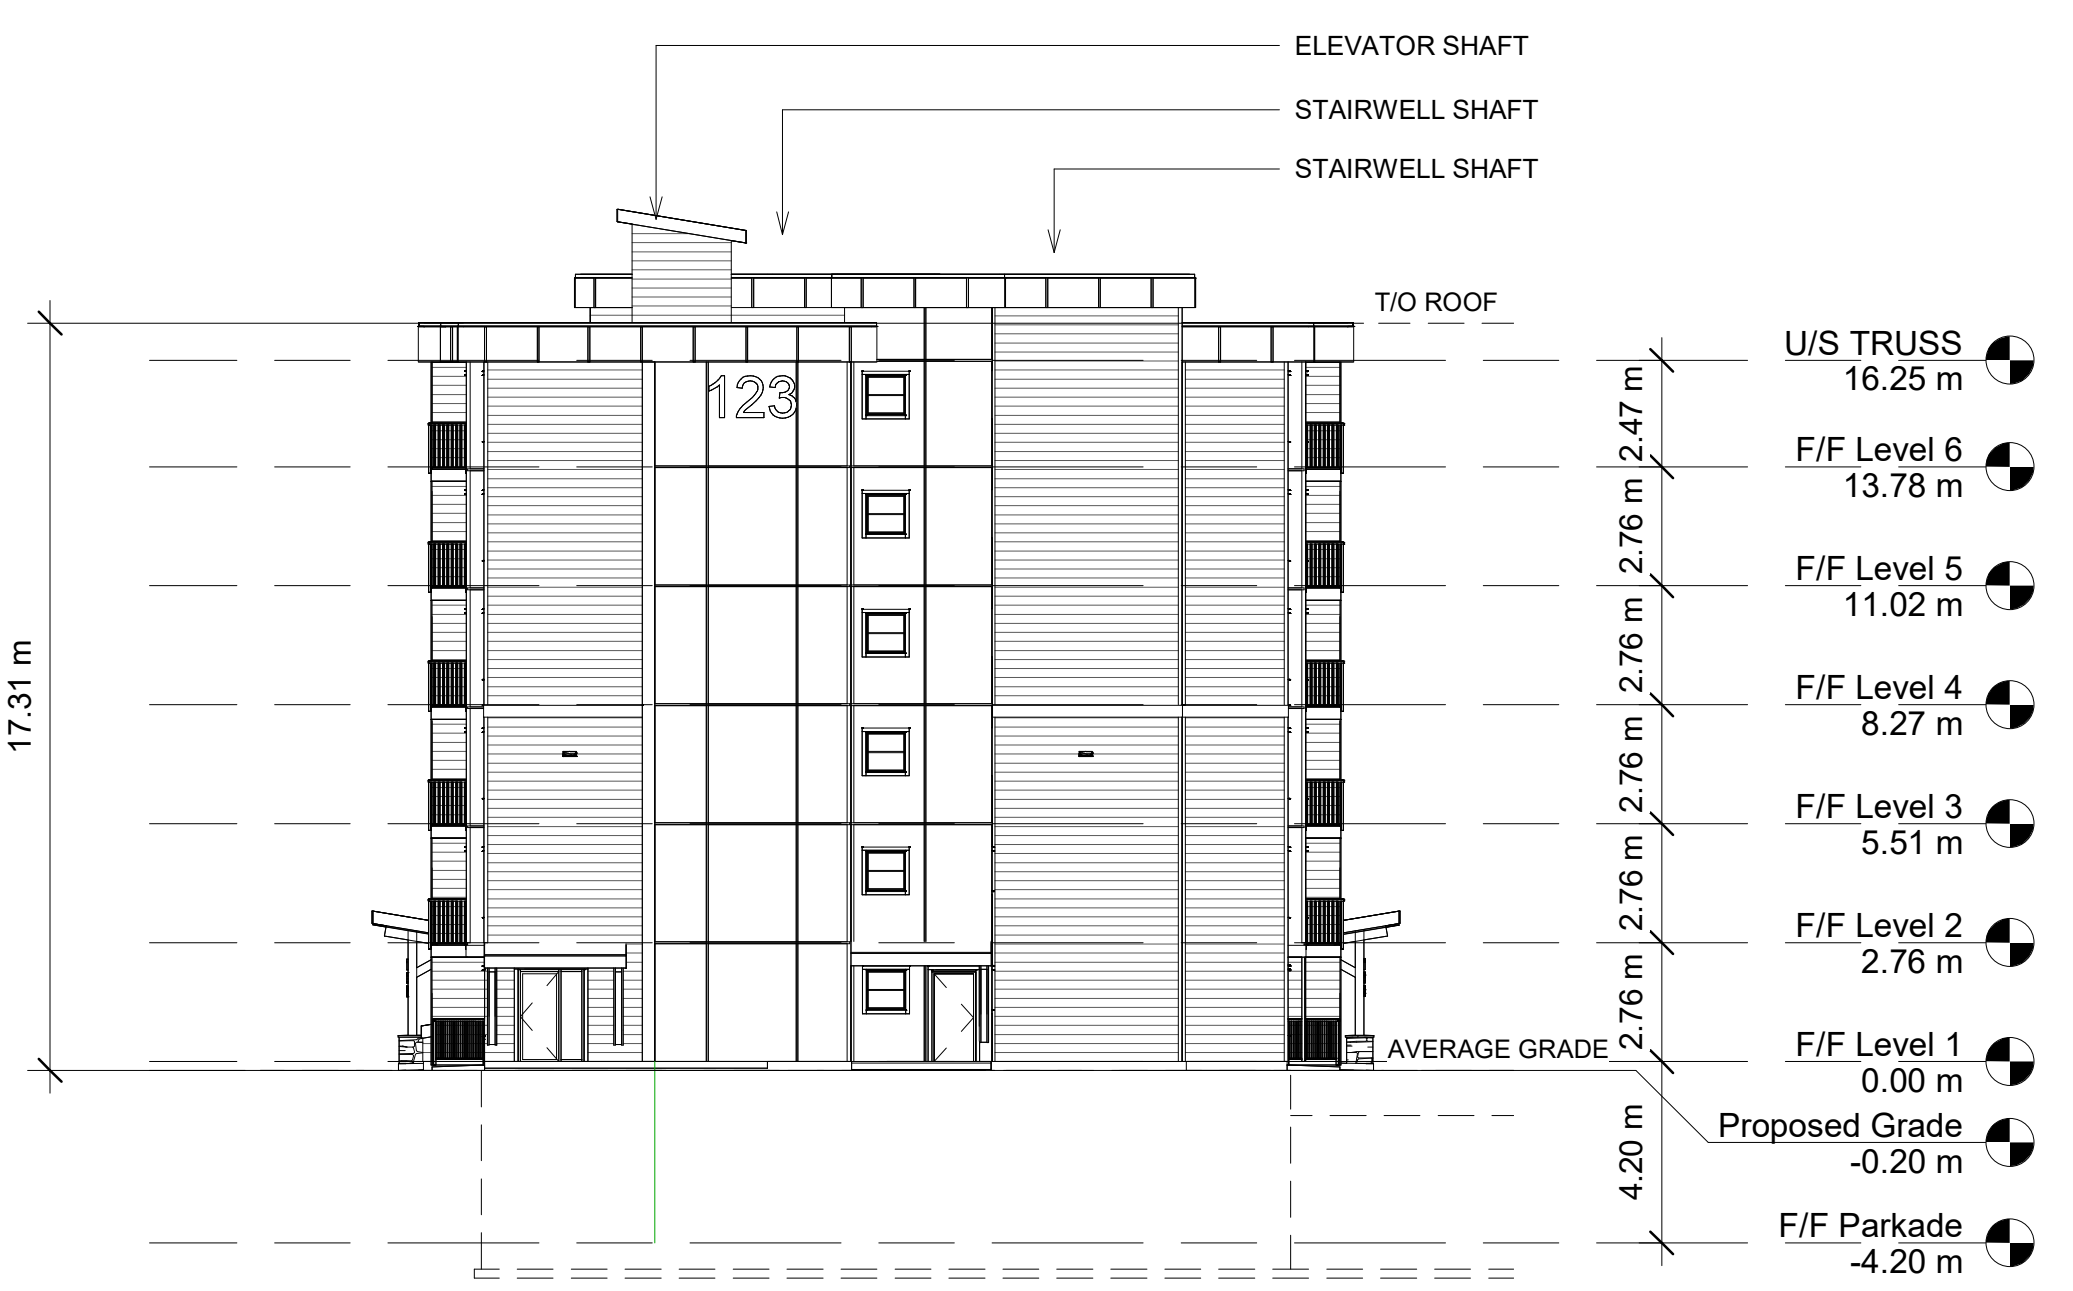 ELEVATOR SHAFT
STAIRWELL SHAFT
STAIRWELL SHAFT
T/O ROOF
U/S TRUSS
16.25 m
2.47 m
123
F/F Level 6
13.78 m
2.76 m
F/F Level 5
11.02 m
2.76 m
F/F Level 4
8.27 m
17.31 m
2.76 m
F/F Level 3
5.51 m
2.76 m
F/F Level 2
2.76 m
2.76 m
AVERAGE GRADE
F/F Level 1
0.00 m
Proposed Grade
-0.20 m
4.20 m
F/F Parkade
-4.20 m